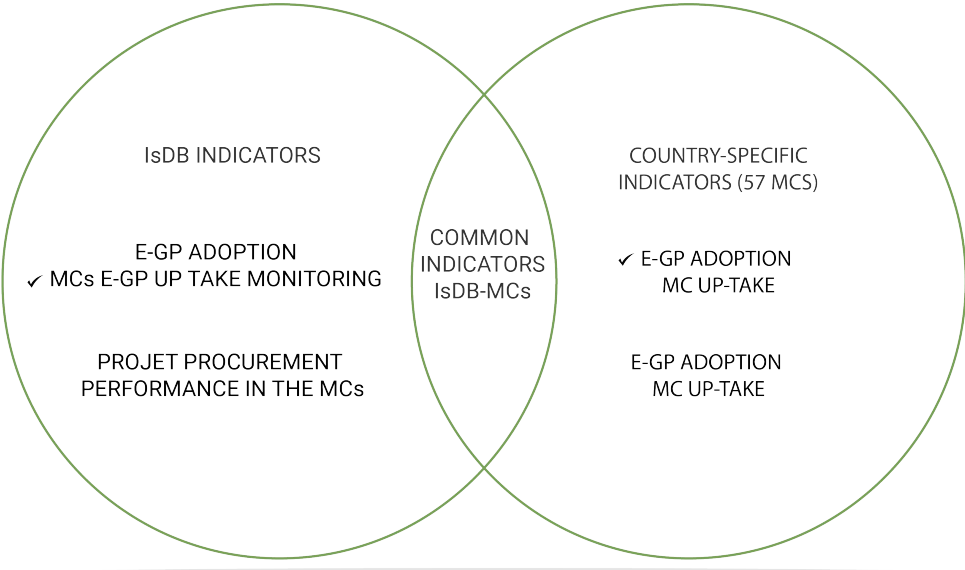 IsDB INDICATORS
E-GP ADOPTION
✓ MCs E-GP UP TAKE MONITORING
PROJET PROCUREMENT
PERFORMANCE IN THE MCs
COMMON
INDICATORS
IsDB-MCs
COUNTRY-SPECIFIC
INDICATORS (57 MCS)
✓ E-GP ADOPTION
MC UP-TAKE
E-GP ADOPTION
MC UP-TAKE